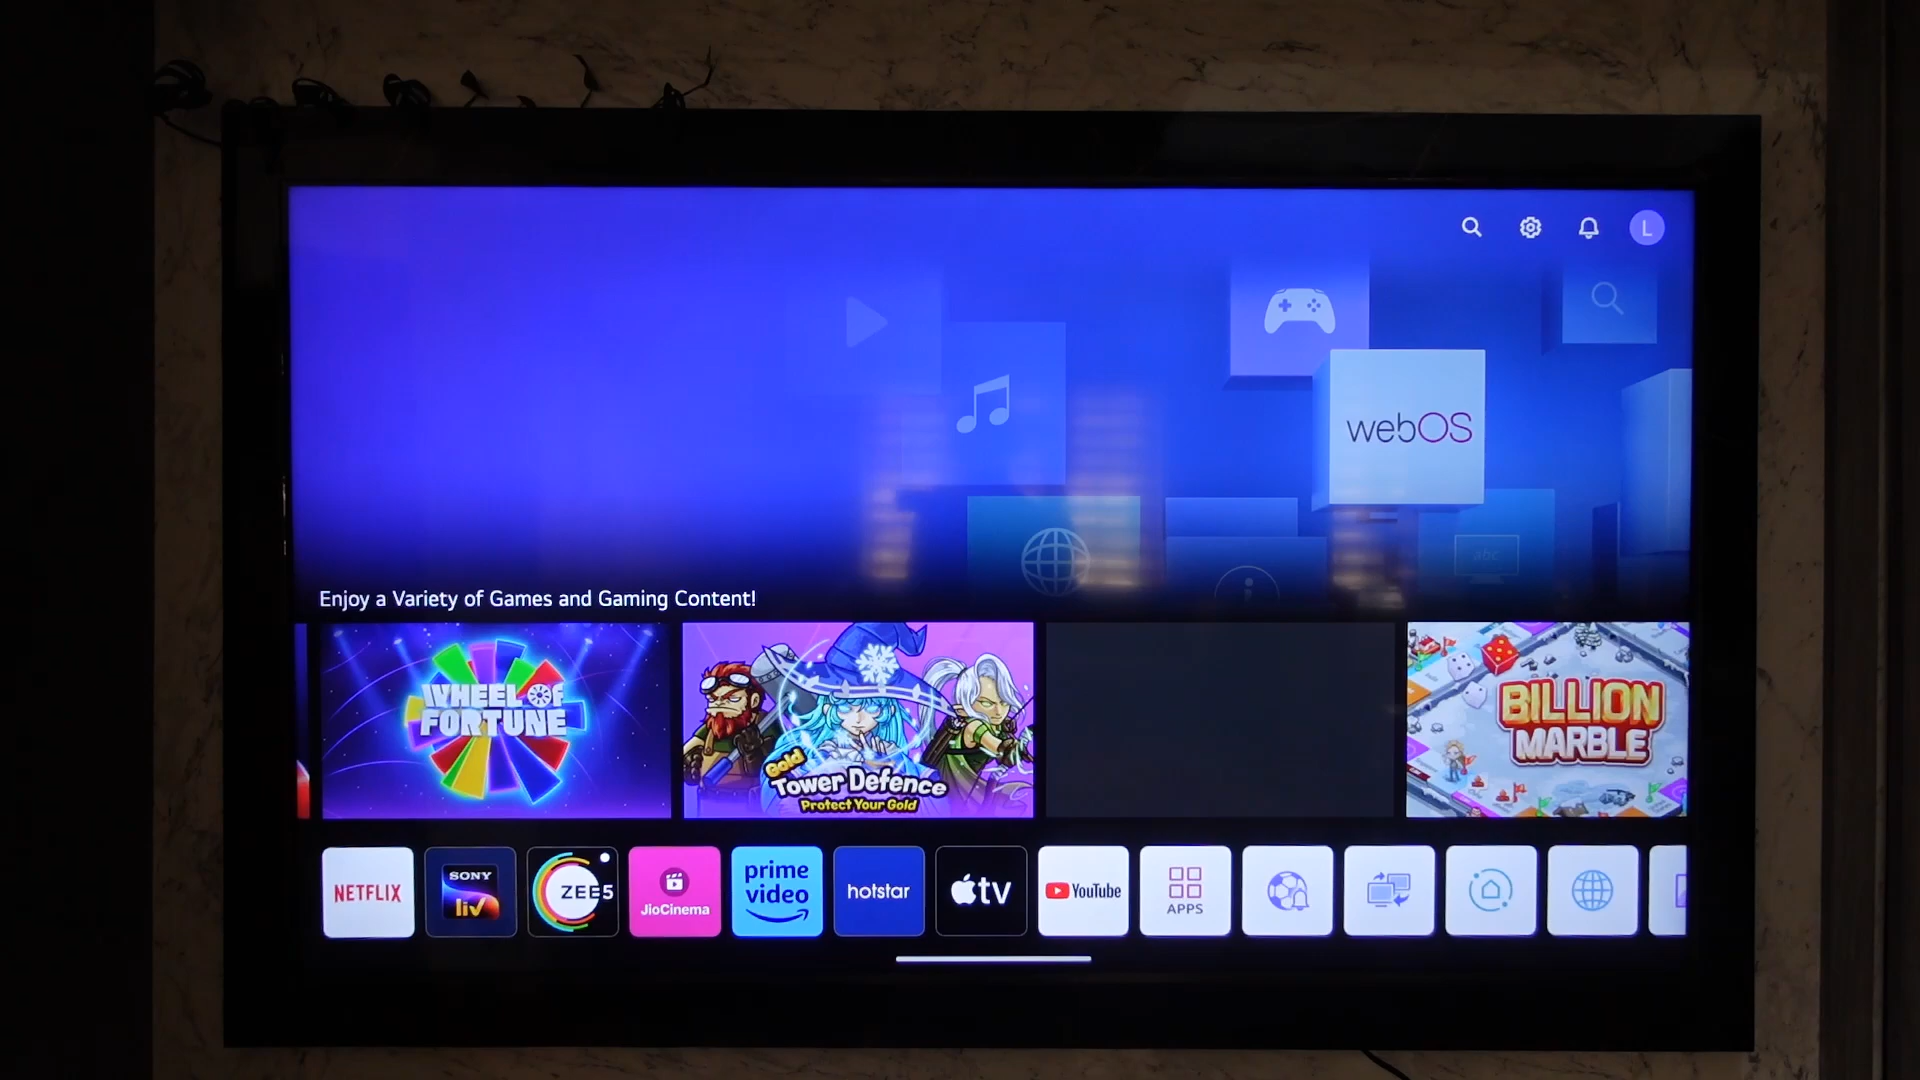 L
webOS
abc
Enjoy a Variety of Games and Gaming Content!
WHEEL OF
FORTUNE
Gold
Tower Defence
Protect Your Gold
BILLION
MARBLE
NETFLIX
SONY
liv
ZEE5
JioCinema
prime
video
hotstar
tv
YouTube
APPS